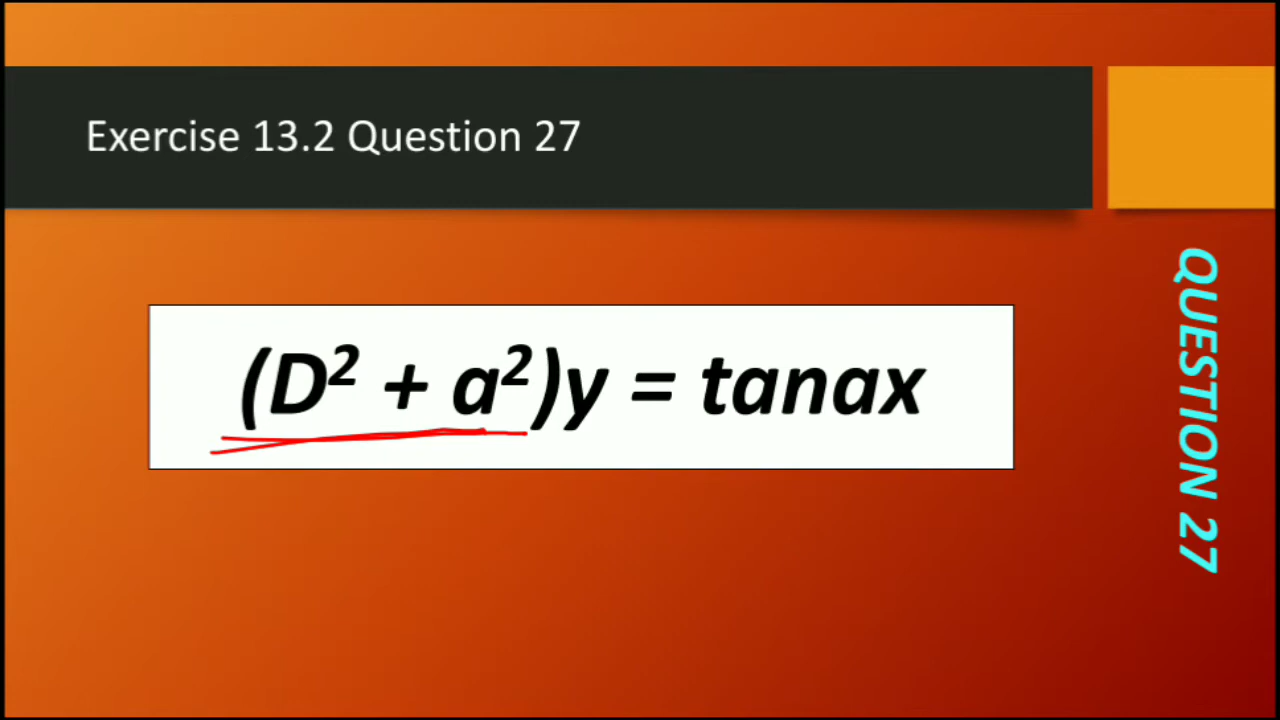 Exercise 13.2 Question 27
(D² + a²)y = tanax
QUESTION 27